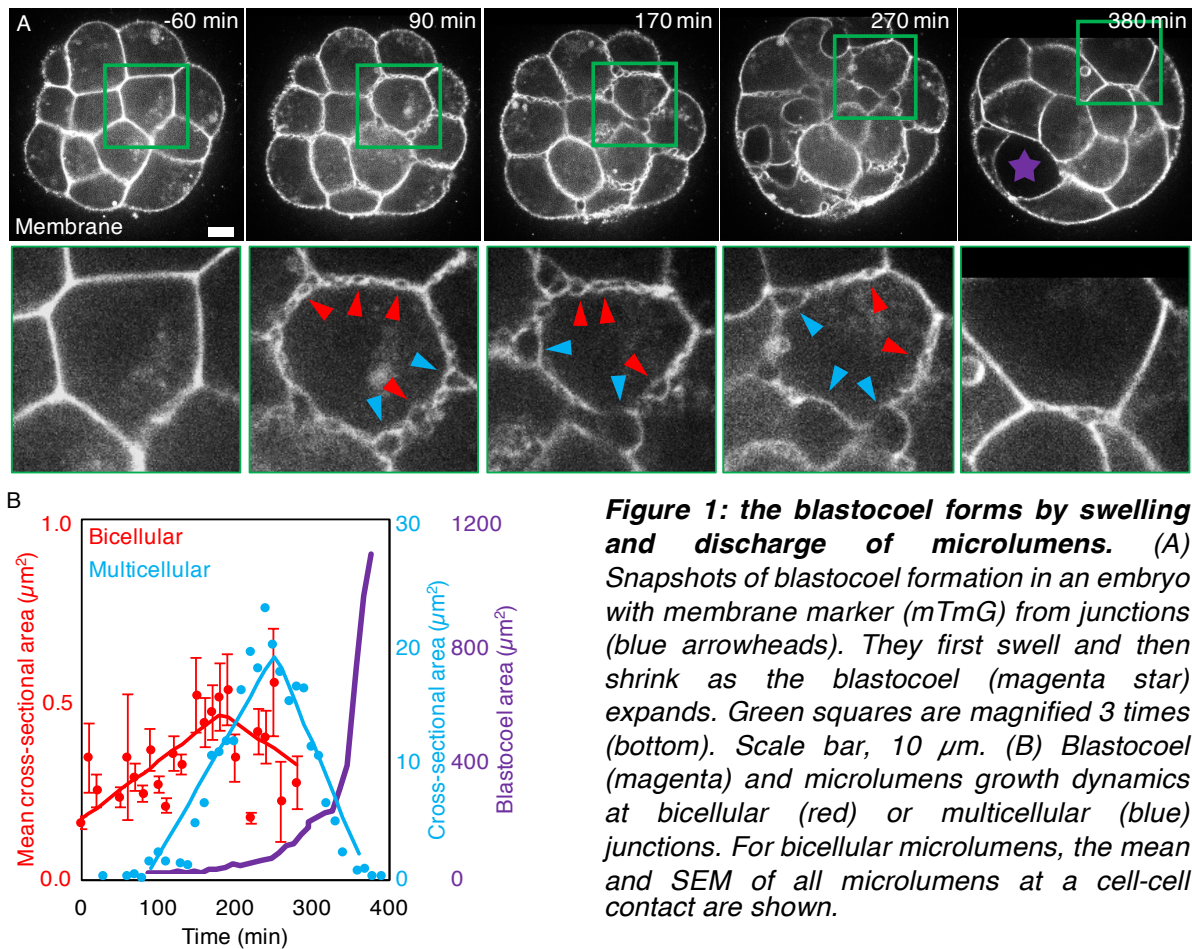 A
-60 min
90 min
170 min
270 min
380 min
Membrane
B
1.0
0.5
0.0
Mean cross-sectional area (µm²)
Bicellular
Multicellular
30
20
10
0
Cross-sectional area (µm²)
1200
800
400
0
Blastocoel area (µm²)
0
100
200
300
400
Time (min)
Figure 1: the blastocoel forms by swelling
and discharge of microlumens. (A)
Snapshots of blastocoel formation in an embryo
with membrane marker (mTmG) from junctions
(blue arrowheads). They first swell and then
shrink as the blastocoel (magenta star)
expands. Green squares are magnified 3 times
(bottom). Scale bar, 10 µm. (B) Blastocoel
(magenta) and microlumens growth dynamics
at bicellular (red) or multicellular (blue)
junctions. For bicellular microlumens, the mean
and SEM of all microlumens at a cell-cell
contact are shown.